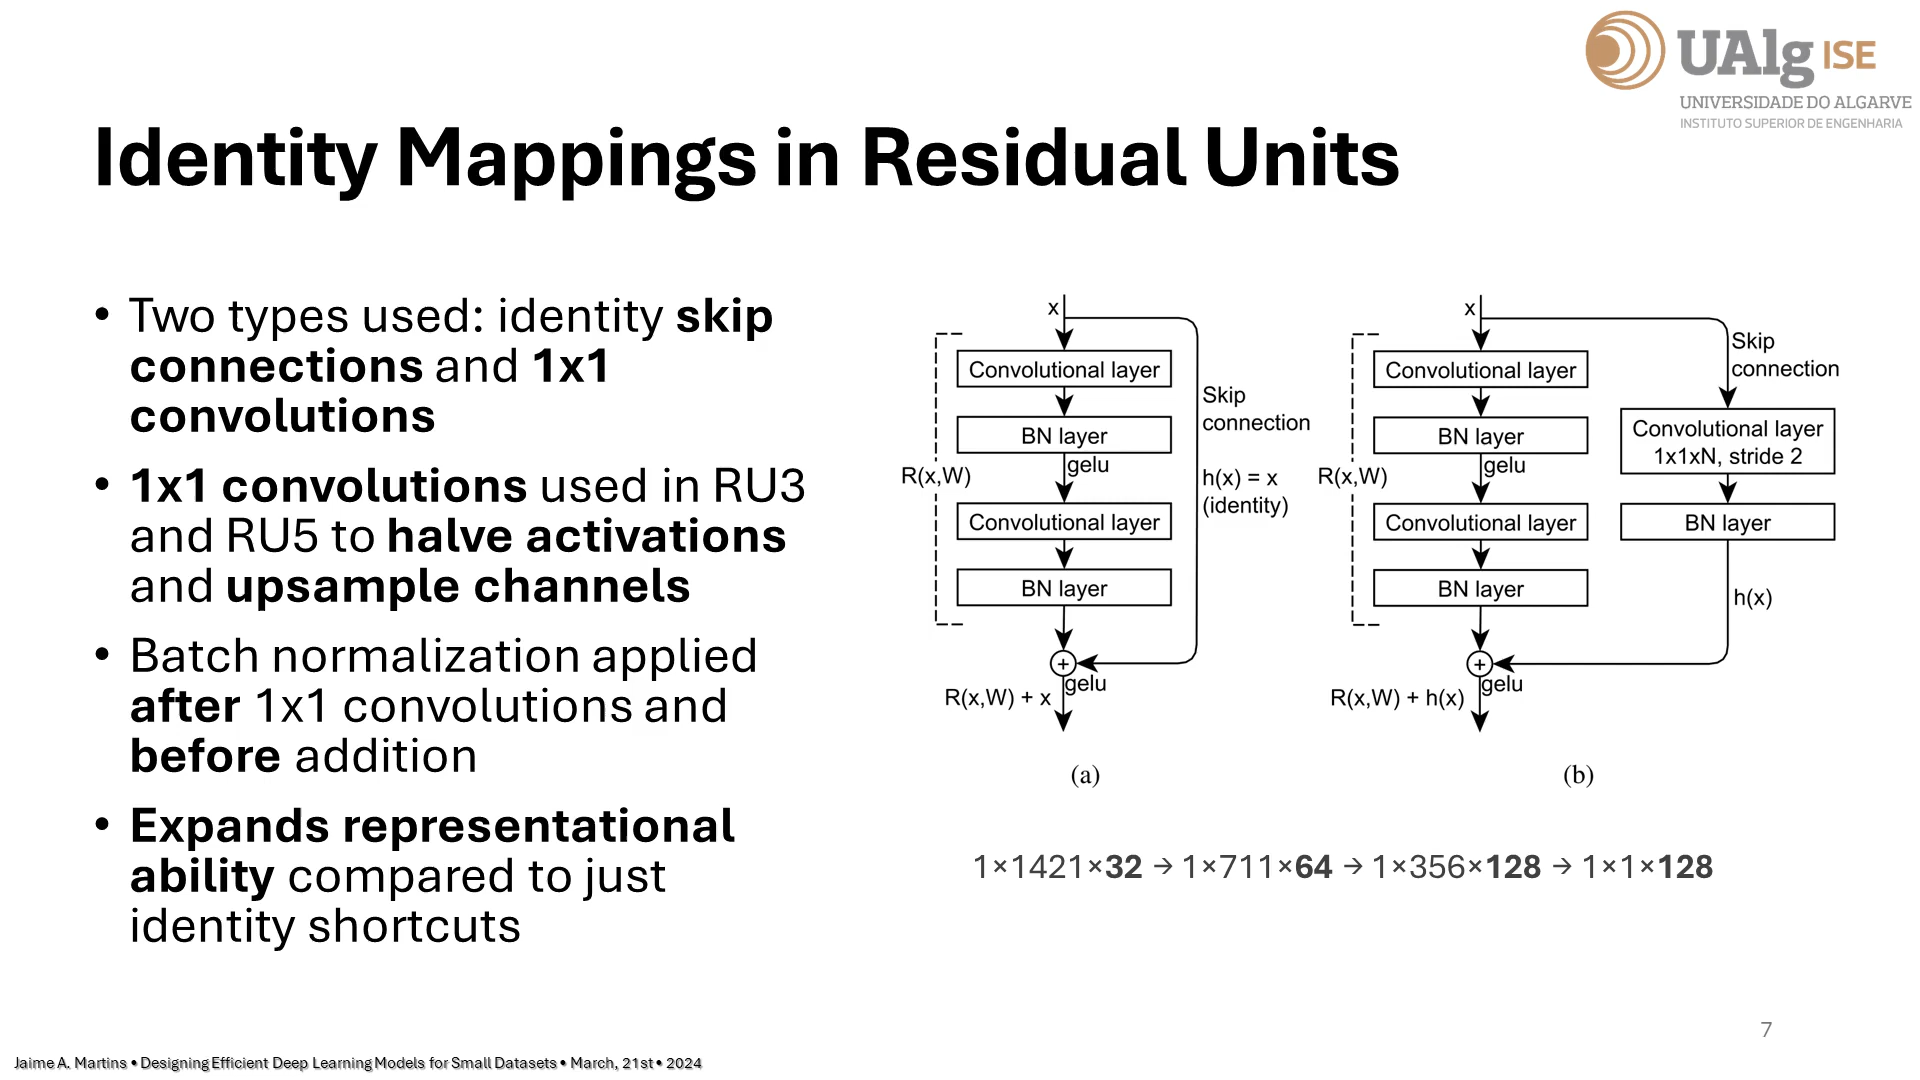 UAlg ISE
UNIVERSIDADE DO ALGARVE
INSTITUTO SUPERIOR DE ENGENHARIA
Identity Mappings in Residual Units
• Two types used: identity skip
connections and 1x1
convolutions
• 1x1 convolutions used in RU3
and RU5 to halve activations
and upsample channels
• Batch normalization applied
after 1x1 convolutions and
before addition
• Expands representational
ability compared to just
identity shortcuts
x
Convolutional layer
BN layer
gelu
R(x,W)
Convolutional layer
BN layer
+
gelu
R(x,W) + x
Skip
connection
h(x) = x
(identity)
(a)
x
Convolutional layer
BN layer
gelu
R(x,W)
Convolutional layer
BN layer
+
gelu
R(x,W) + h(x)
Skip
connection
Convolutional layer
1x1xN, stride 2
BN layer
h(x)
(b)
1×1421×32 → 1×711×64 → 1×356×128 → 1×1×128
7
Jaime A. Martins • Designing Efficient Deep Learning Models for Small Datasets • March, 21st • 2024